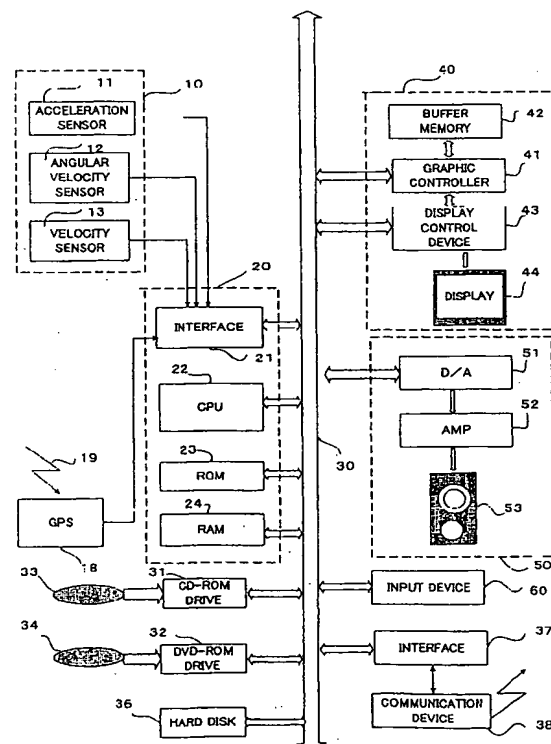 11
10
ACCELERATION
SENSOR
12
ANGULAR
VELOCITY
SENSOR
13
VELOCITY
SENSOR
20
INTERFACE
21
22
CPU
23
ROM
24
RAM
19
GPS
18
33
31
CD-ROM
DRIVE
34
32
DVD-ROM
DRIVE
36
HARD DISK
30
40
BUFFER
MEMORY
42
GRAPHIC
CONTROLLER
41
DISPLAY
CONTROL
DEVICE
43
DISPLAY
44
D/A
51
AMP
52
53
50
INPUT DEVICE
60
INTERFACE
37
COMMUNICATION
DEVICE
38